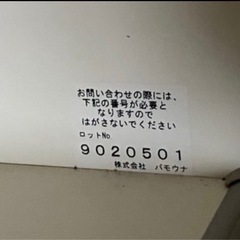 お問い合わせの際には、
下記の番号が必要と
なりますので
はがさないでください
ロットNo
9020501
株式会社 パモウナ